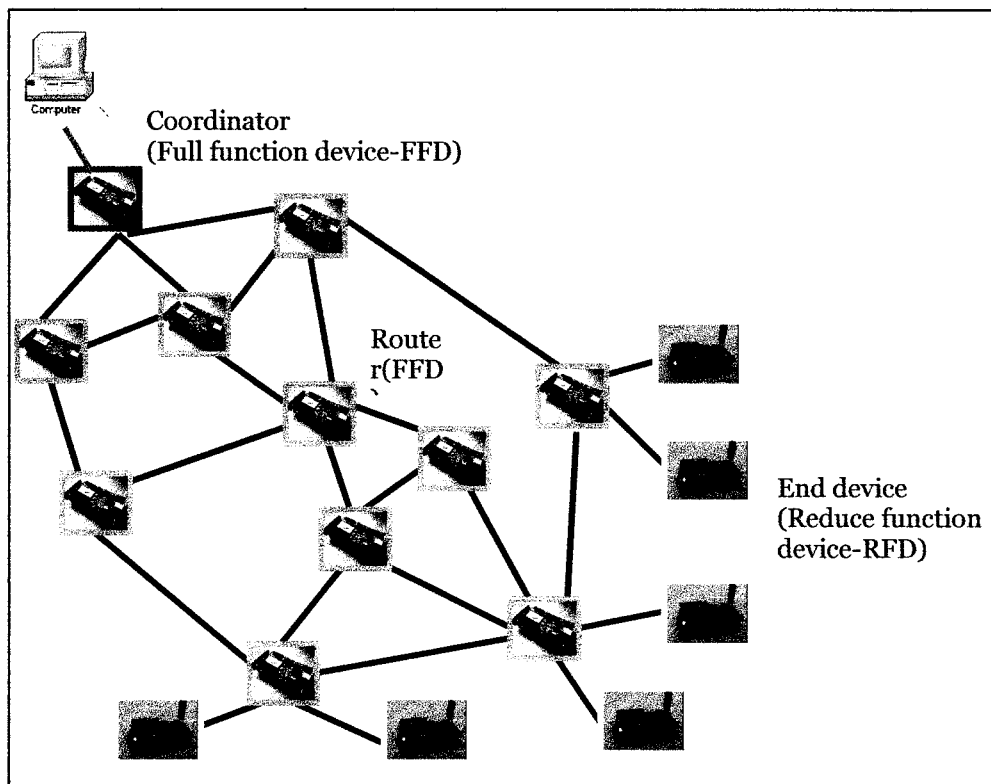 Computer
Coordinator
(Full function device-FFD)
Route
r(FFD
End device
(Reduce function
device-RFD)